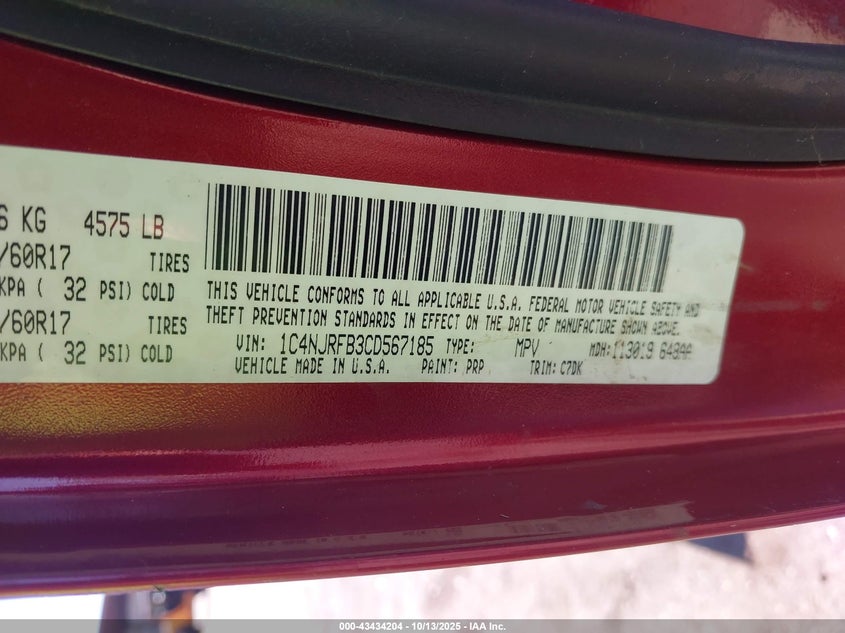 6 KG 4575 LB
/60R17 TIRES
KPA ( 32 PSI) COLD
/60R17 TIRES
KPA ( 32 PSI) COLD
THIS VEHICLE CONFORMS TO ALL APPLICABLE U.S.A. FEDERAL MOTOR VEHICLE SAFETY AND
THEFT PREVENTION STANDARDS IN EFFECT ON THE DATE OF MANUFACTURE SHOWN ABOVE.
VIN: 1C4NJRFB3CD567185 TYPE: MPV MDH: 113019 648AA
VEHICLE MADE IN U.S.A. PAINT: PRP TRIM: C7DK
000-43434204 - 10/13/2025 - IAA Inc.